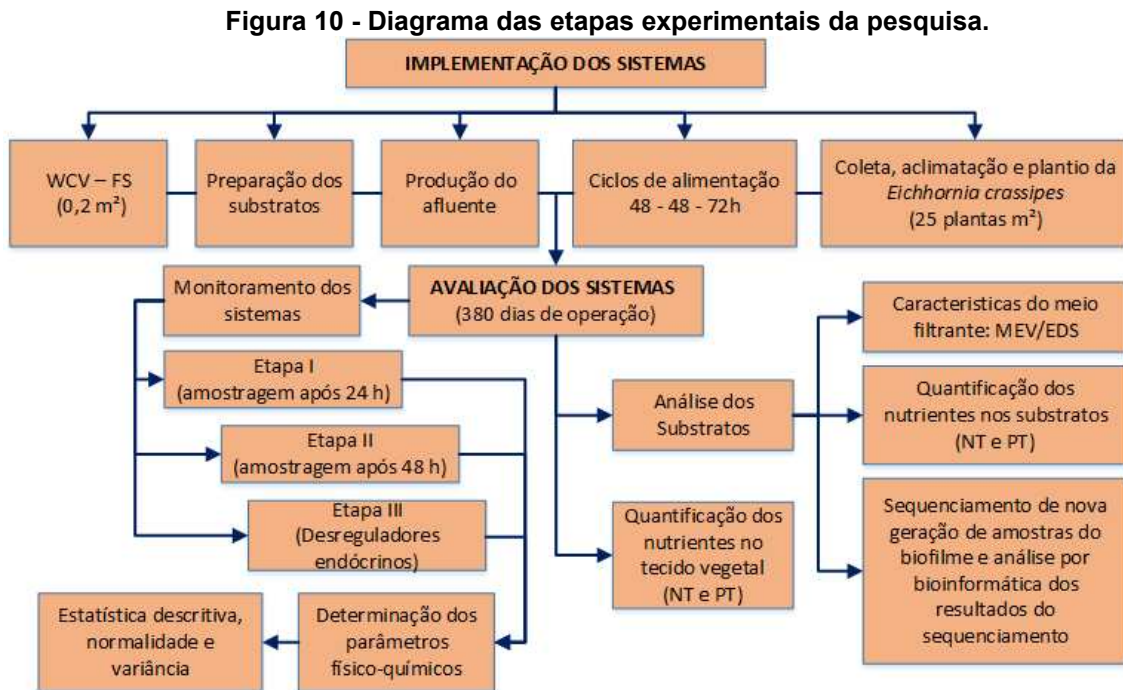 Figura 10 - Diagrama das etapas experimentais da pesquisa.
IMPLEMENTAÇÃO DOS SISTEMAS
WCV – FS
(0,2 m²)
Preparação dos
substratos
Produção do
afluente
Ciclos de alimentação
48 - 48 - 72h
Coleta, aclimatação e plantio da
Eichhornia crassipes
(25 plantas m²)
Monitoramento dos
sistemas
AVALIAÇÃO DOS SISTEMAS
(380 dias de operação)
Etapa I
(amostragem após 24 h)
Etapa II
(amostragem após 48 h)
Etapa III
(Desreguladores
endócrinos)
Estatística descritiva,
normalidade e
variância
Determinação dos
parâmetros
físico-químicos
Análise dos
Substratos
Quantificação dos
nutrientes no
tecido vegetal
(NT e PT)
Caracteristicas do meio
filtrante: MEV/EDS
Quantificação dos
nutrientes nos substratos
(NT e PT)
Sequenciamento de nova
geração de amostras do
biofilme e análise por
bioinformática dos
resultados do
sequenciamento